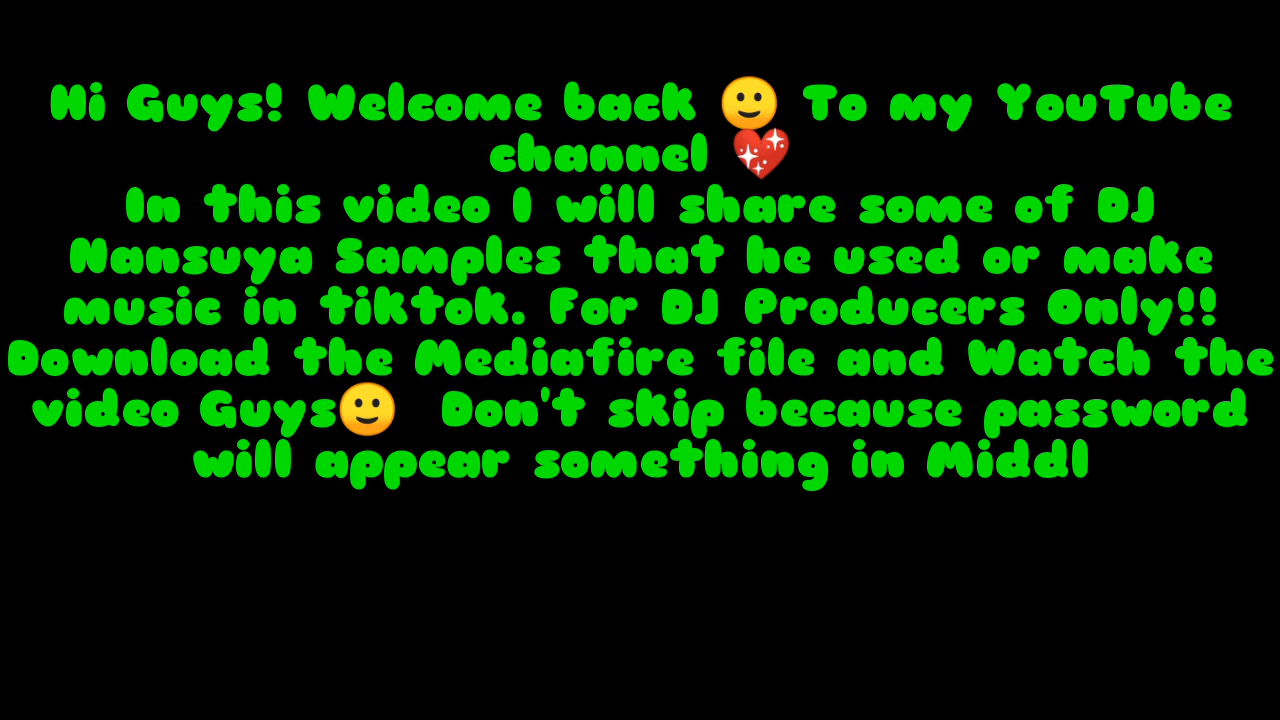 Hi Guys! Welcome back 🙂 To my YouTube
channel 💖
In this video I will share some of DJ
Nansuya Samples that he used or make
music in tiktok. For DJ Producers Only!!
Download the Mediafire file and Watch the
video Guys🙂 Don't skip because password
will appear something in Middl